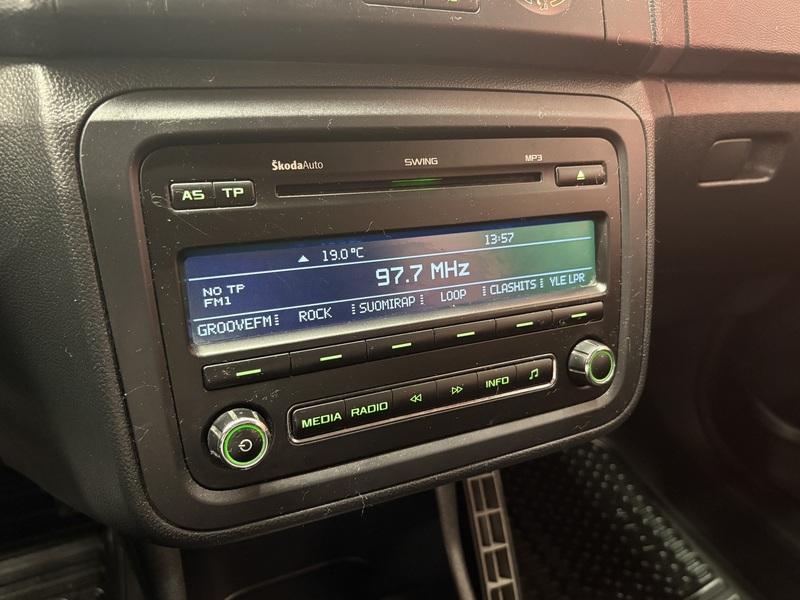 ŠkodaAuto SWING MP3
AS TP
19.0°C 13:57
NO TP 97.7 MHz
FM1
GROOVEFM ROCK SUOMIRAP LOOP CLASHITS YLE LPR
MEDIA RADIO INFO